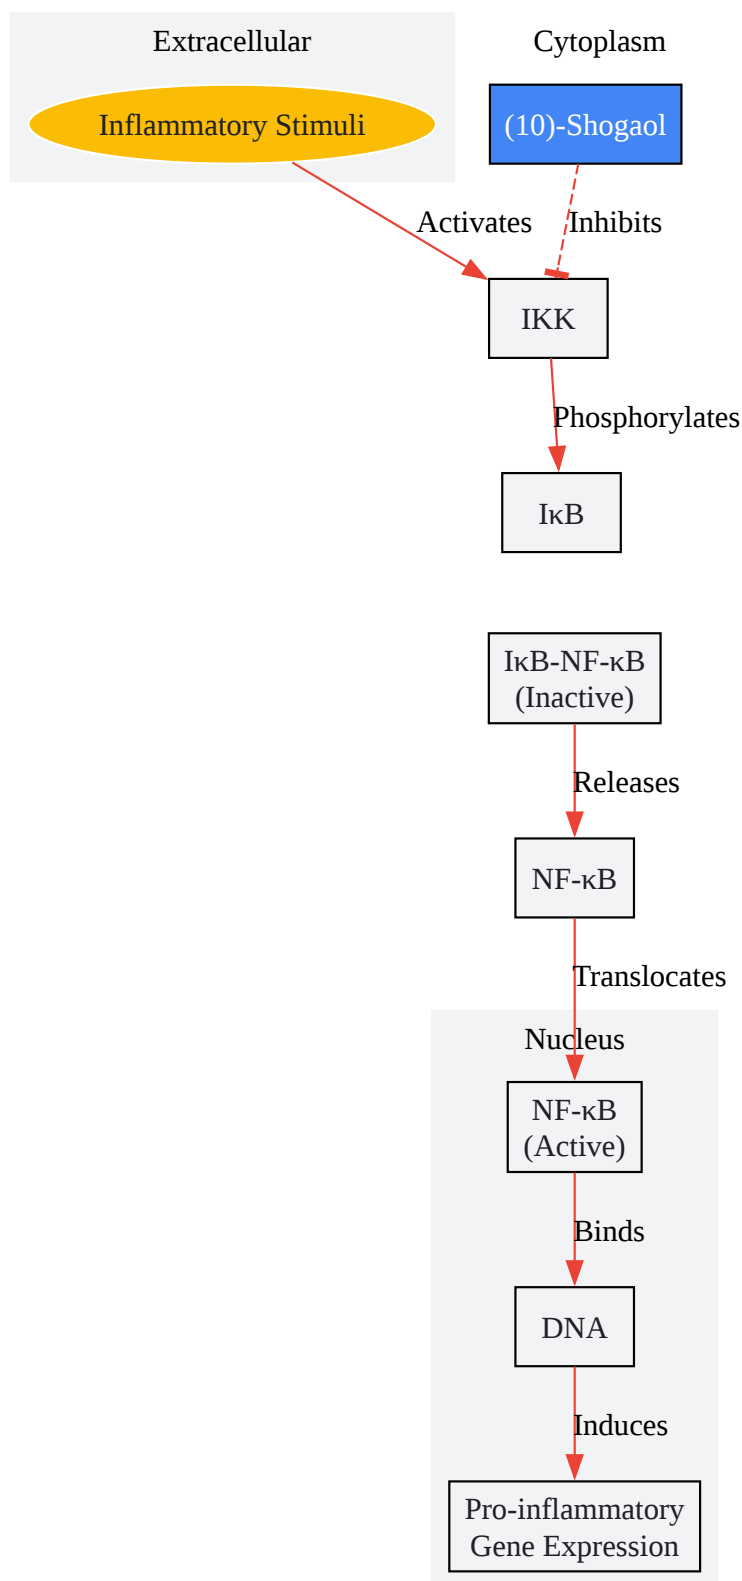 Extracellular
Cytoplasm
Inflammatory Stimuli
(10)-Shogaol
Activates
Inhibits
IKK
Phosphorylates
IκB
IκB-NF-κB
(Inactive)
Releases
NF-κB
Translocates
Nucleus
NF-κB
(Active)
Binds
DNA
Induces
Pro-inflammatory
Gene Expression